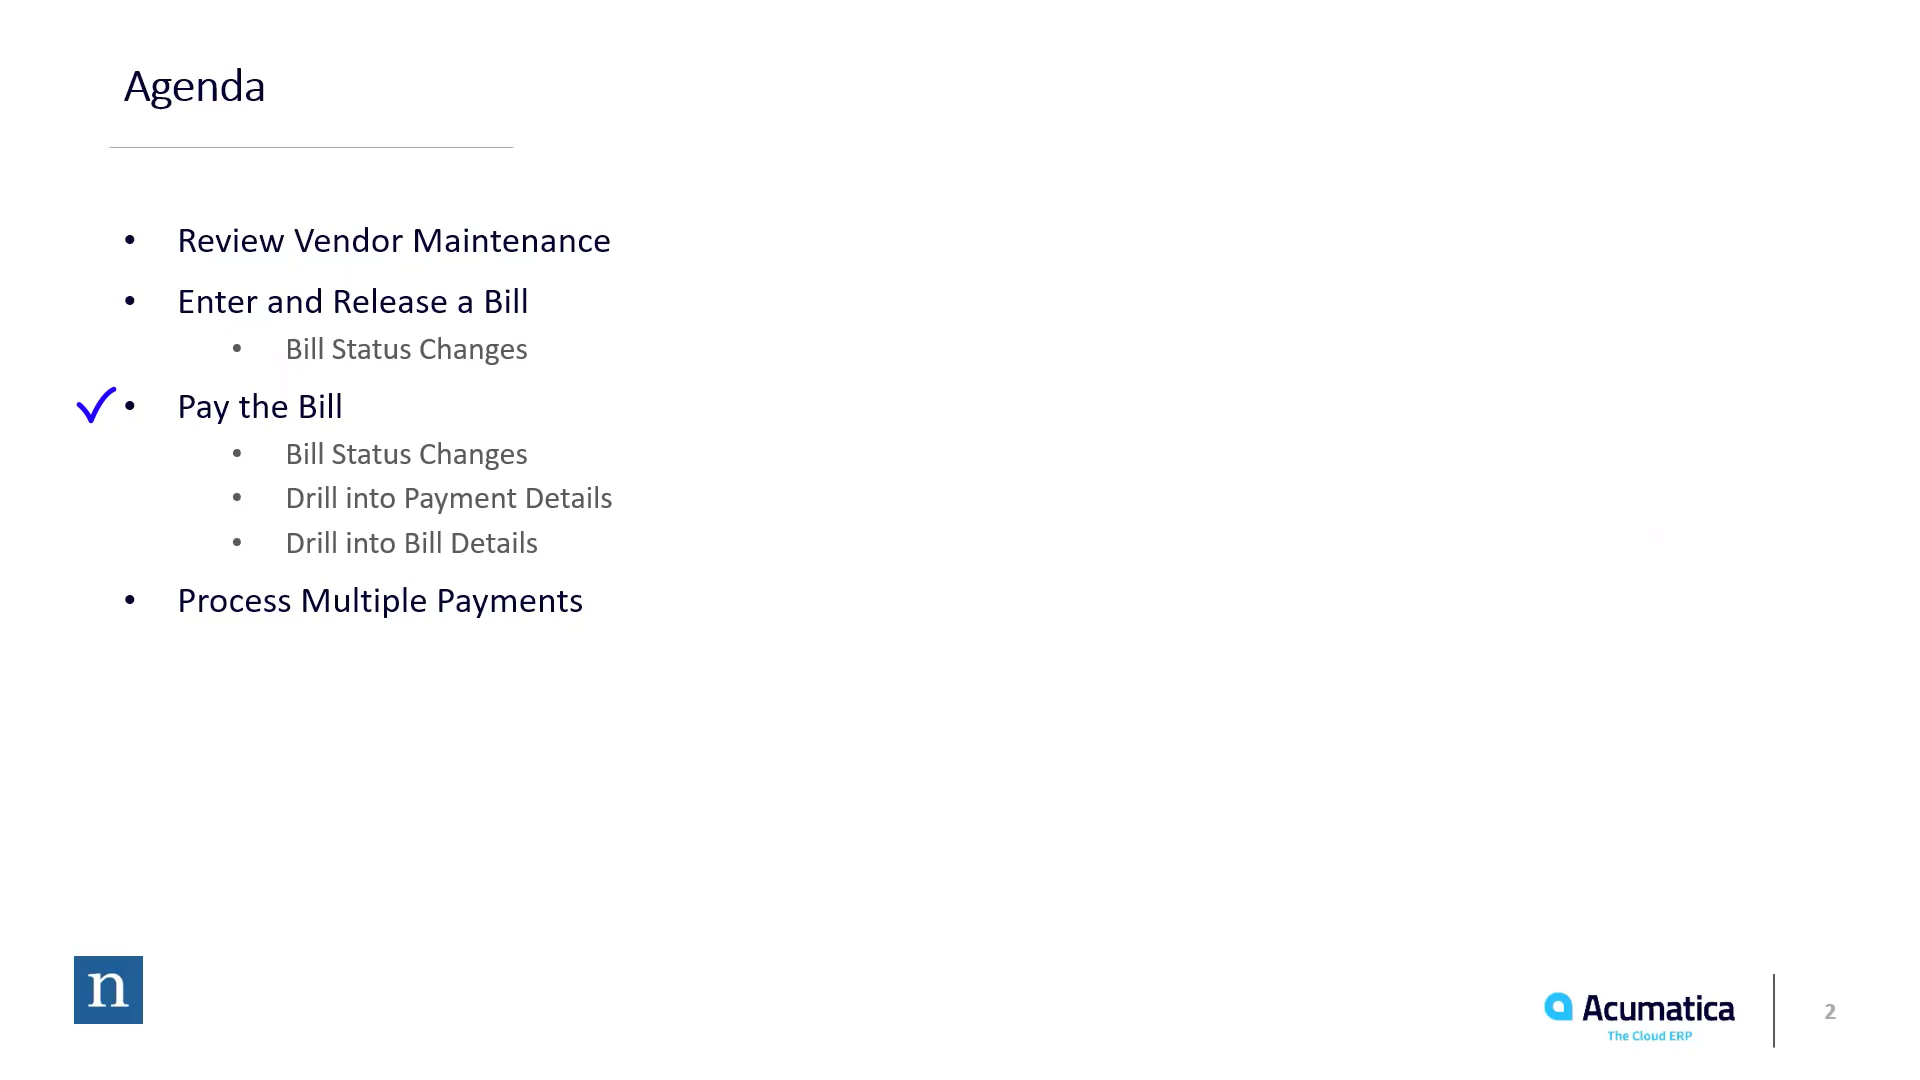 Agenda
• Review Vendor Maintenance
• Enter and Release a Bill
• Bill Status Changes
• Pay the Bill
• Bill Status Changes
• Drill into Payment Details
• Drill into Bill Details
• Process Multiple Payments
n
Acumatica
The Cloud ERP
2